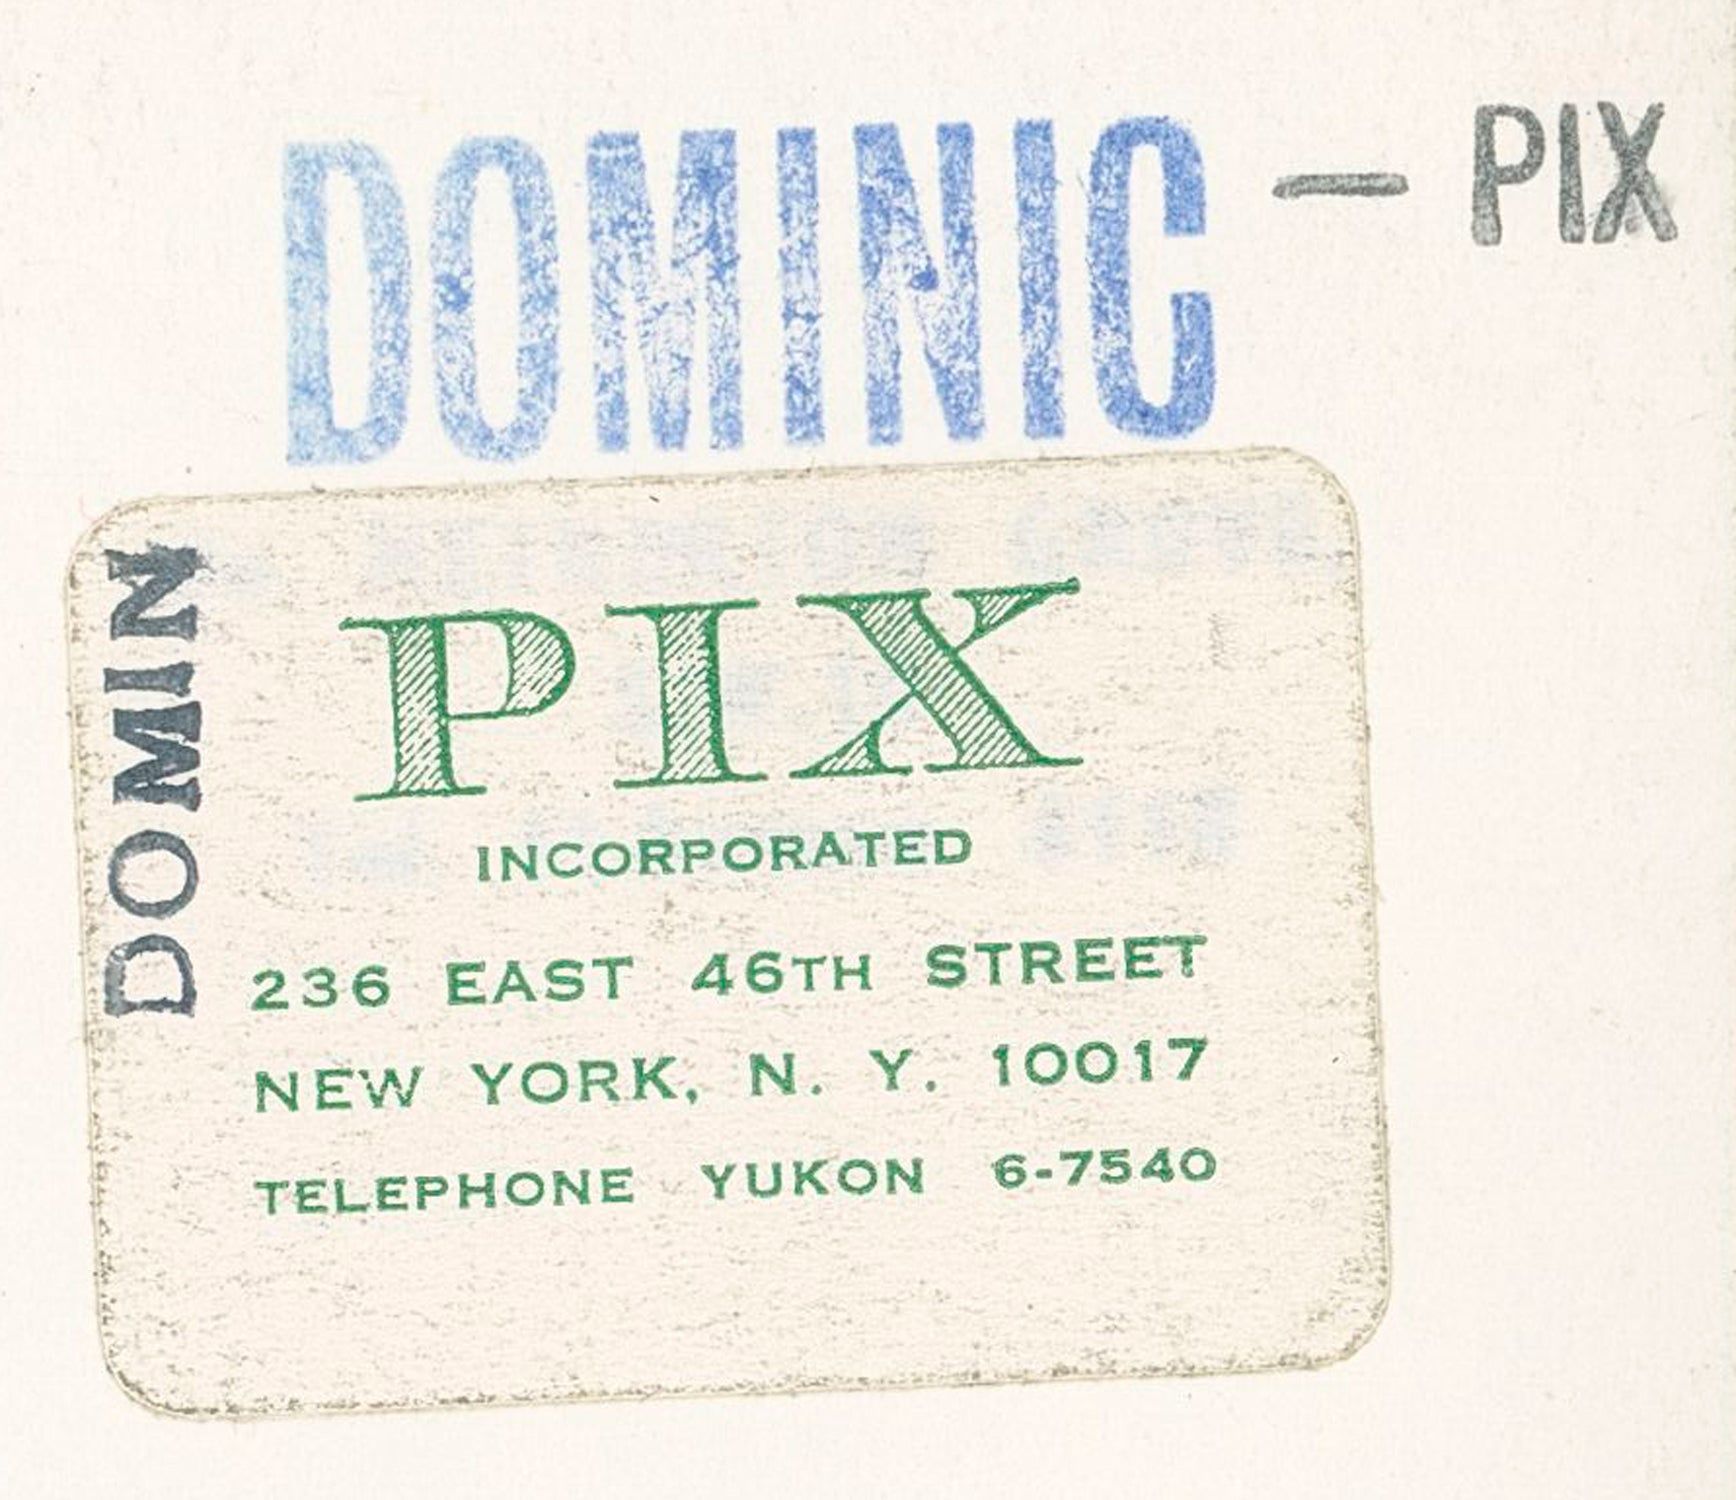 DOMINIC — PIX
DOMIN
PIX
INCORPORATED
236 EAST 46TH STREET
NEW YORK, N. Y. 10017
TELEPHONE YUKON 6-7540